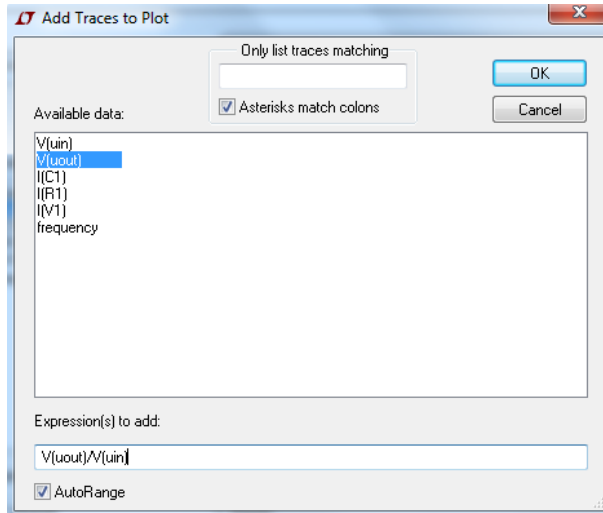 Add Traces to Plot
Only list traces matching
OK
Asterisks match colons
Cancel
Available data:
V(uin)
V(uout)
I(C1)
I(R1)
I(V1)
frequency
Expression(s) to add:
V(uout)/V(uin)
AutoRange